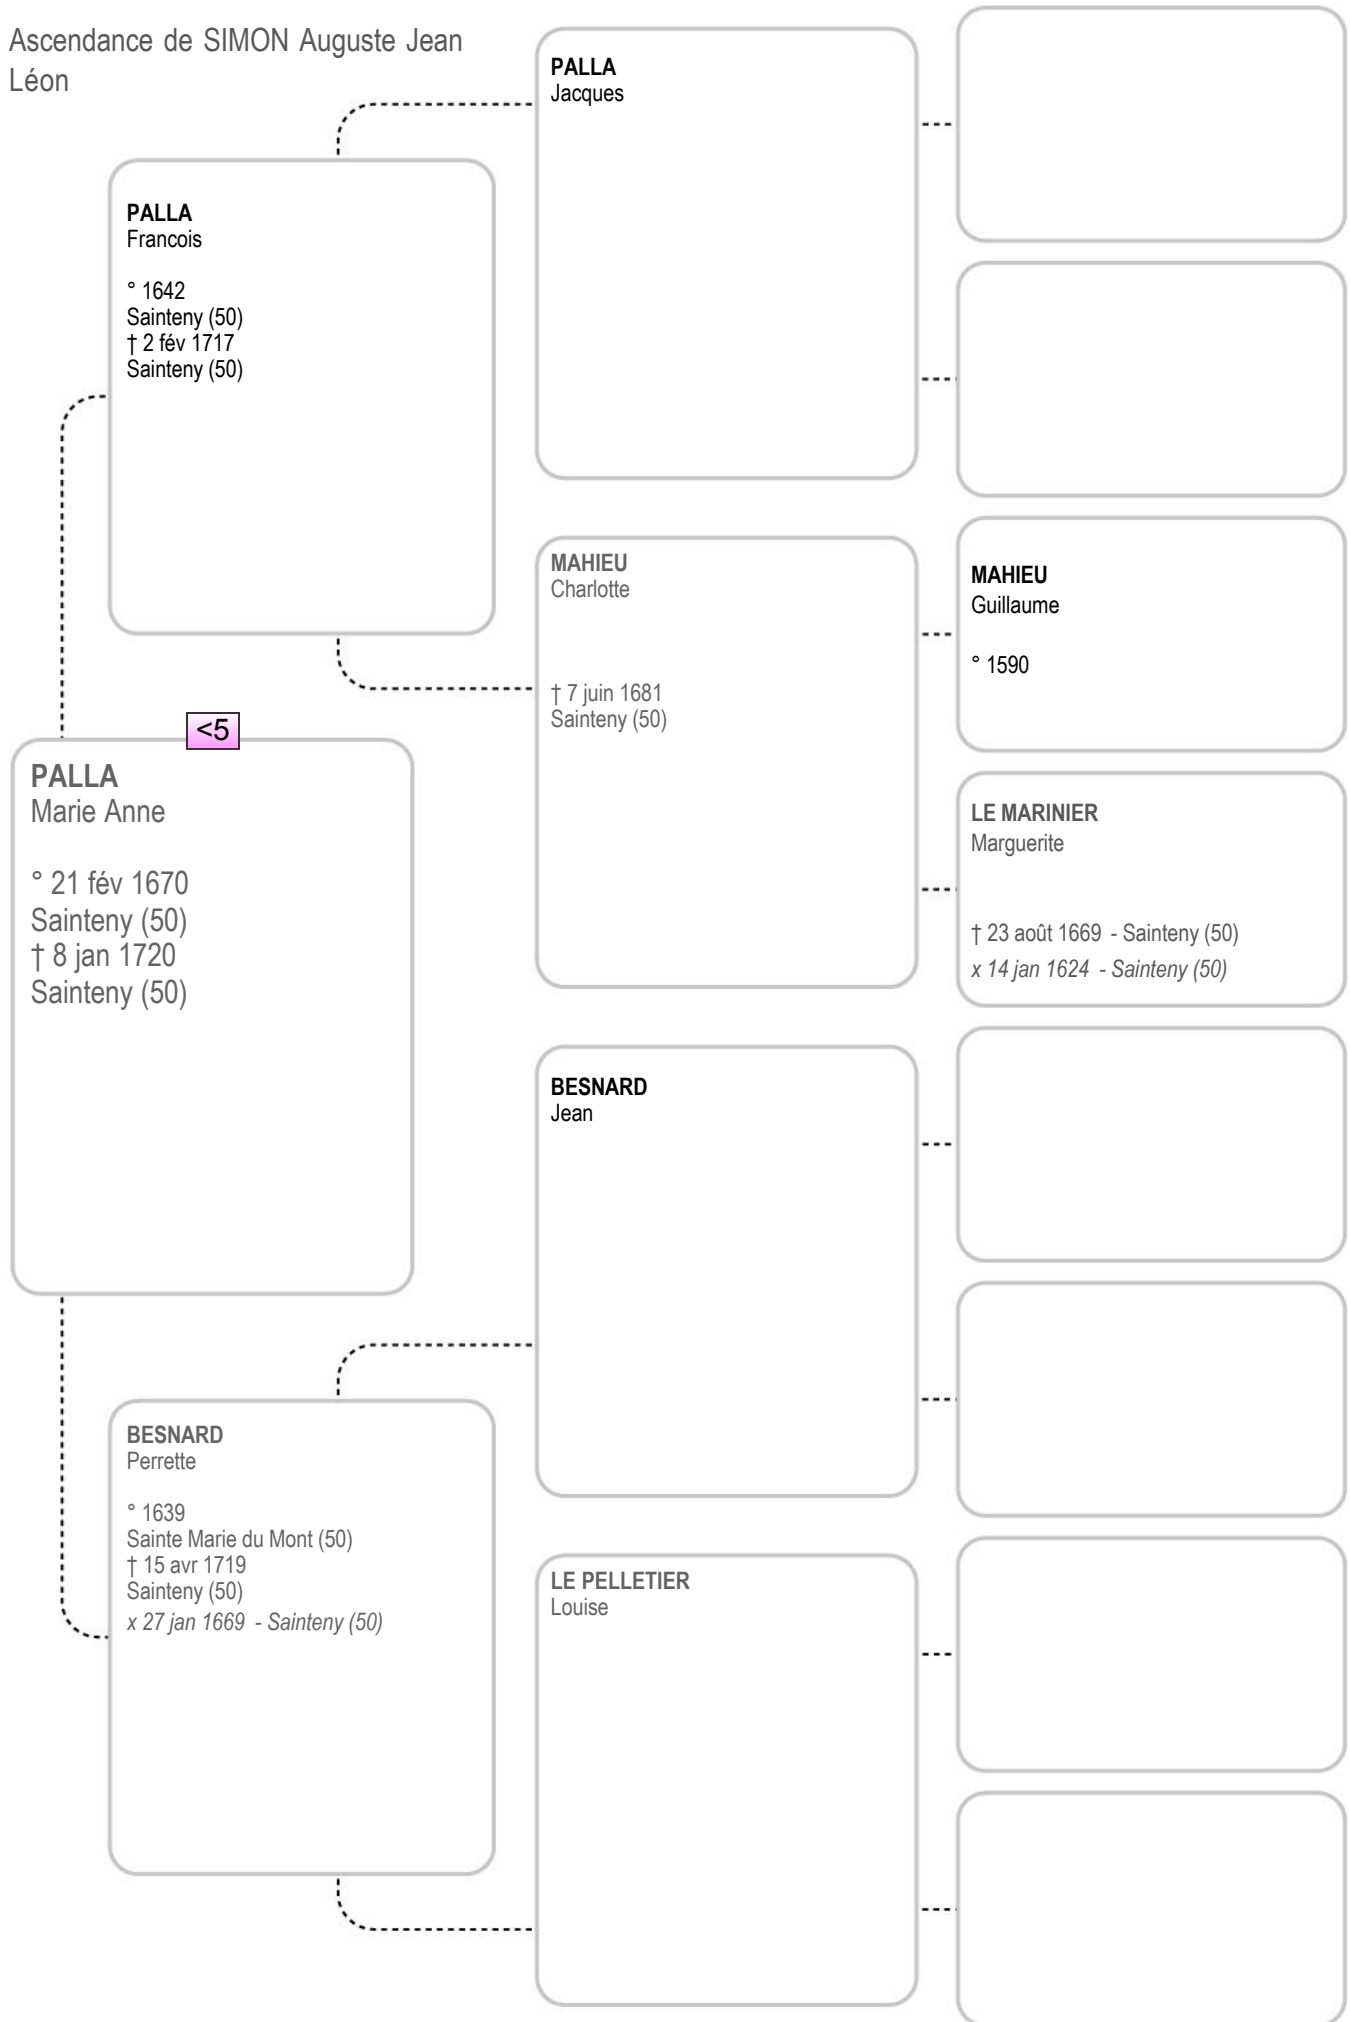 Ascendance de SIMON Auguste Jean
Léon
PALLA
Jacques
PALLA
Francois
° 1642
Sainteny (50)
† 2 fév 1717
Sainteny (50)
MAHIEU
Charlotte
† 7 juin 1681
Sainteny (50)
MAHIEU
Guillaume
° 1590
<5
PALLA
Marie Anne
° 21 fév 1670
Sainteny (50)
† 8 jan 1720
Sainteny (50)
LE MARINIER
Marguerite
† 23 août 1669 - Sainteny (50)
x 14 jan 1624 - Sainteny (50)
BESNARD
Jean
BESNARD
Perrette
° 1639
Sainte Marie du Mont (50)
† 15 avr 1719
Sainteny (50)
x 27 jan 1669 - Sainteny (50)
LE PELLETIER
Louise